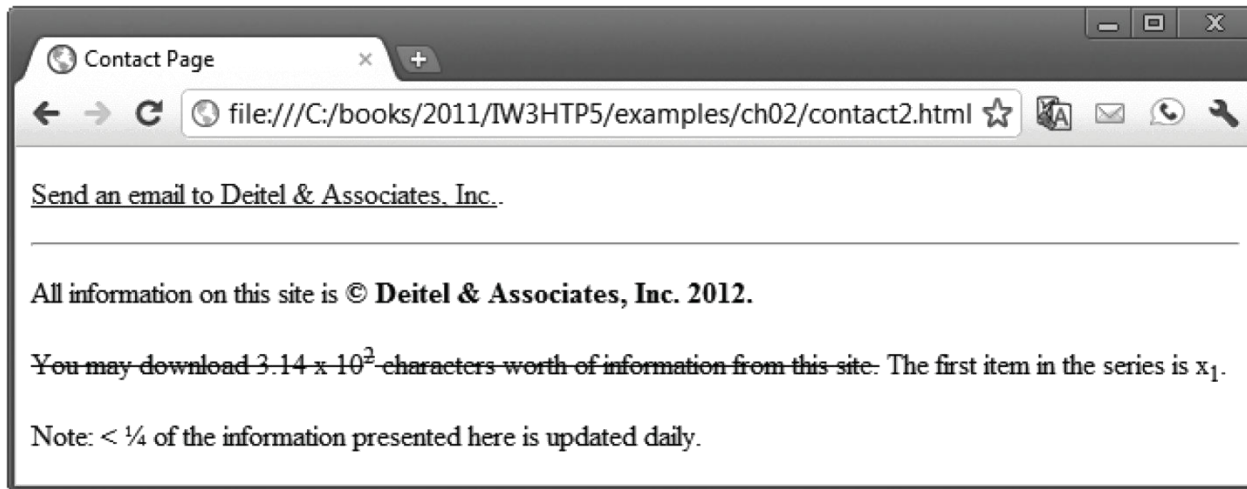 Contact Page
file:///C:/books/2011/IW3HTP5/examples/ch02/contact2.html
Send an email to Deitel & Associates, Inc..
All information on this site is © Deitel & Associates, Inc. 2012.
You may download 3.14 x 10² characters worth of information from this site. The first item in the series is x₁.
Note: < ¼ of the information presented here is updated daily.